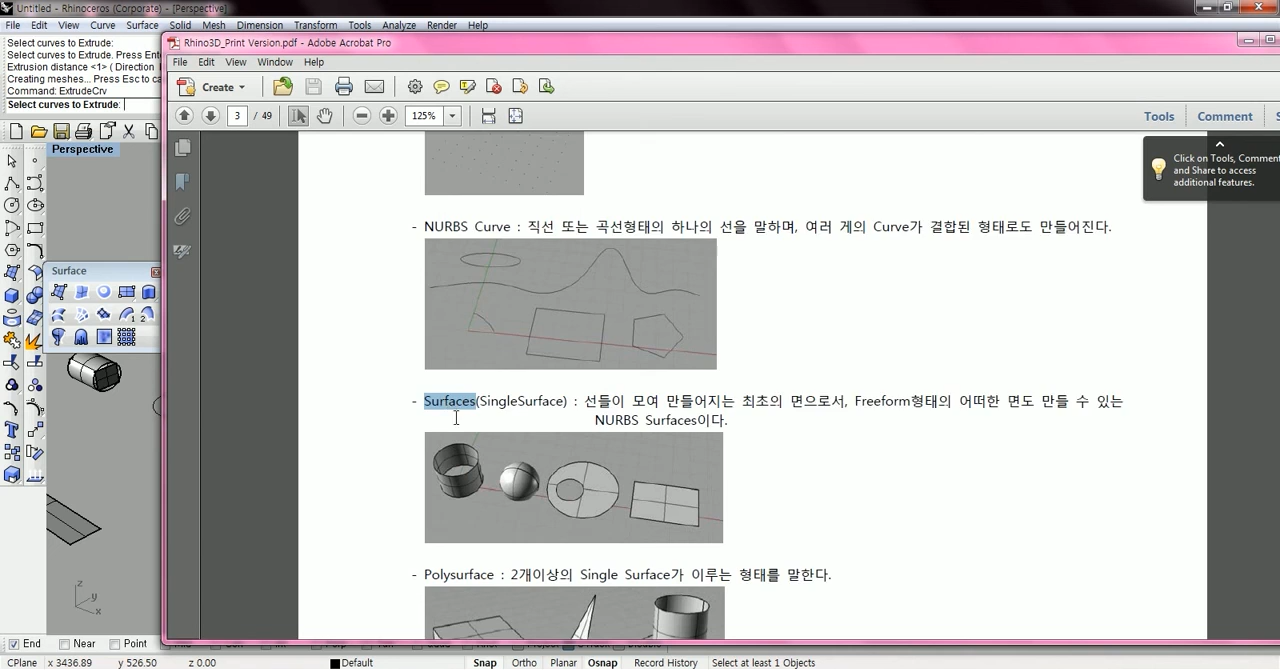 Untitled - Rhinoceros (Corporate) - [Perspective]
File Edit View Curve Surface Solid Mesh Dimension Transform Tools Analyze Render Help
Select curves to Extrude:
Select curves to Extrude. Press Ente
Extrusion distance <1> ( Direction
Creating meshes... Press Esc to ca
Command: ExtrudeCrv
Select curves to Extrude:
Perspective
Surface
Rhino3D_Print Version.pdf - Adobe Acrobat Pro
File Edit View Window Help
Create
3 / 49 125% Tools Comment
Click on Tools, Comment
and Share to access
additional features.
- NURBS Curve : 직선 또는 곡선형태의 하나의 선을 말하며, 여러 게의 Curve가 결합된 형태로도 만들어진다.
- Surfaces(SingleSurface) : 선들이 모여 만들어지는 최초의 면으로서, Freeform형태의 어떠한 면도 만들 수 있는
NURBS Surfaces이다.
- Polysurface : 2개이상의 Single Surface가 이루는 형태를 말한다.
z
x
End Near Point
CPlane x 3436.89 y 526.50 z 0.00 Default Snap Ortho Planar Osnap Record History Select at least 1 Objects